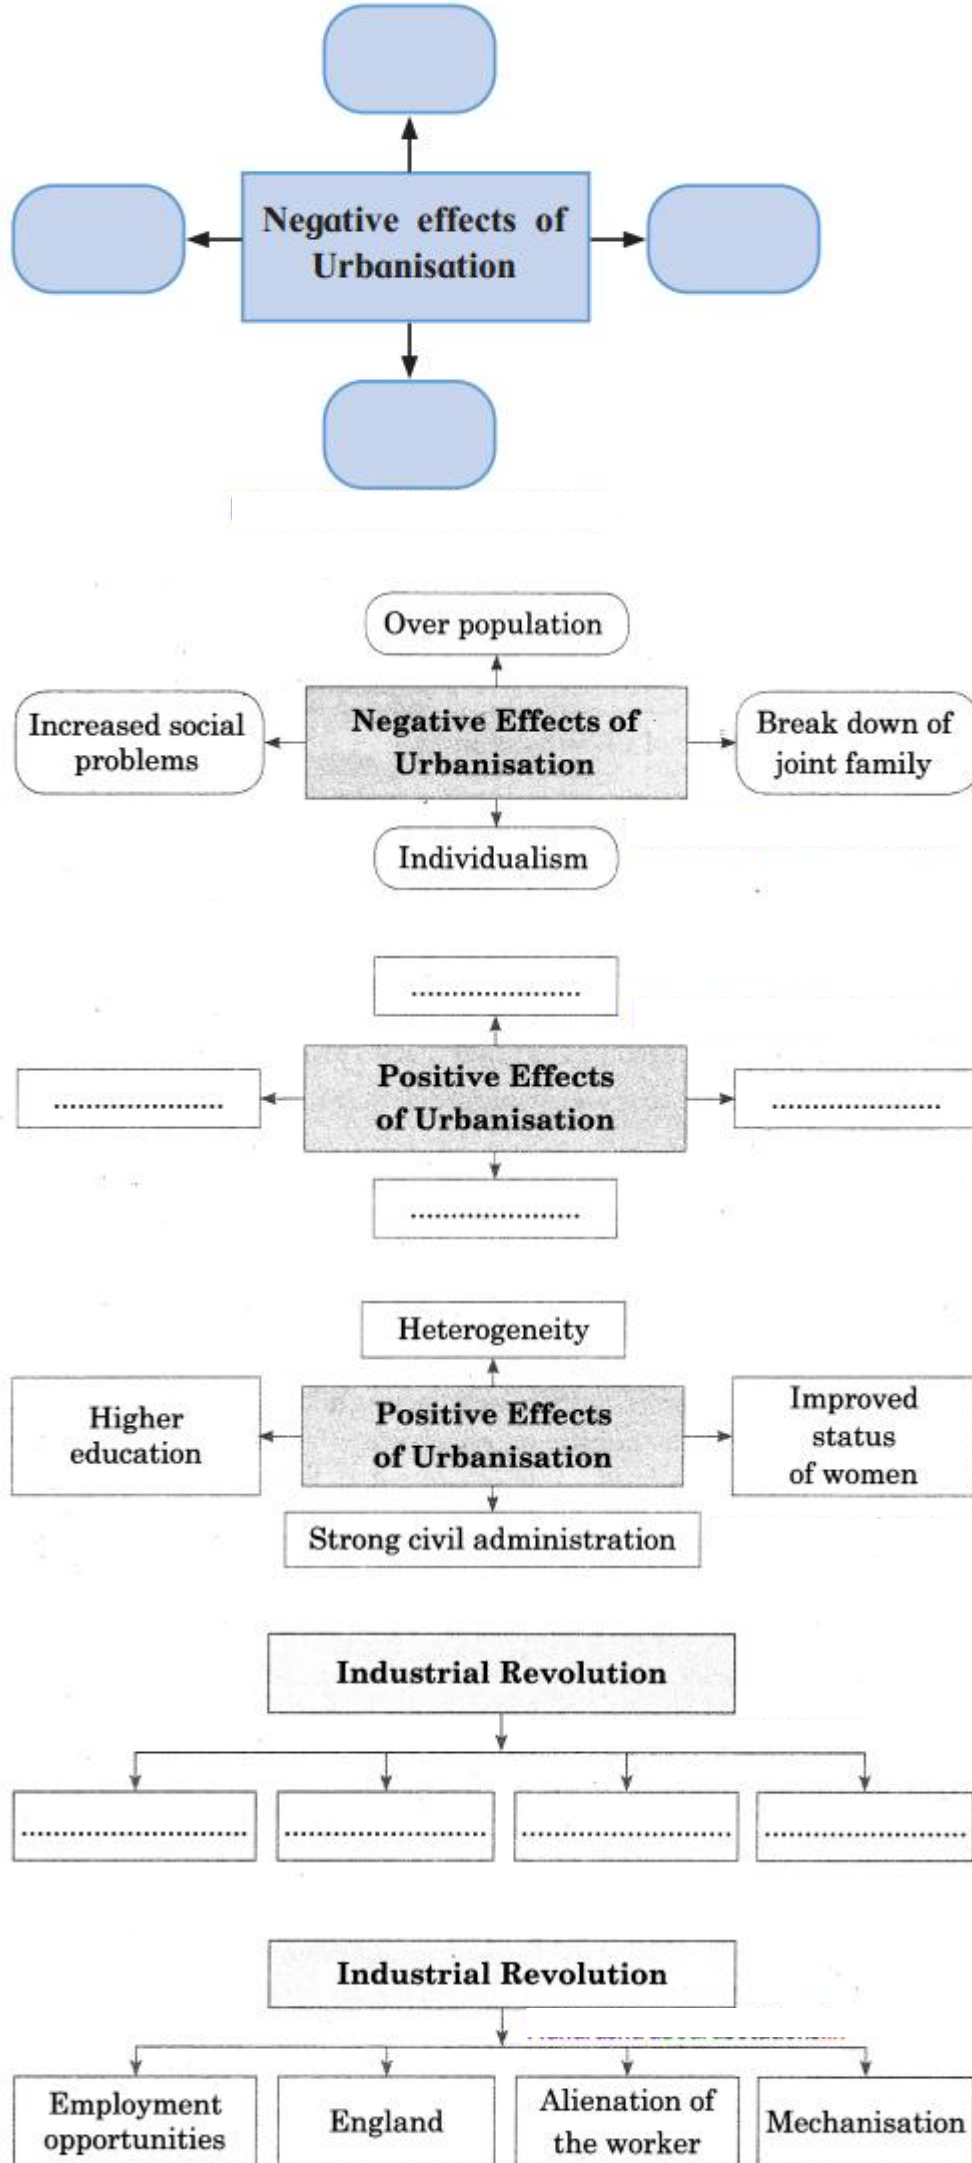 Negative effects of
Urbanisation
Over population
Increased social
problems
Negative Effects of
Urbanisation
Break down of
joint family
Individualism
.....................
.....................
Positive Effects
of Urbanisation
.....................
.....................
Heterogeneity
Higher
education
Positive Effects
of Urbanisation
Improved
status
of women
Strong civil administration
Industrial Revolution
............................
.........................
..........................
.........................
Industrial Revolution
Employment
opportunities
England
Alienation of
the worker
Mechanisation